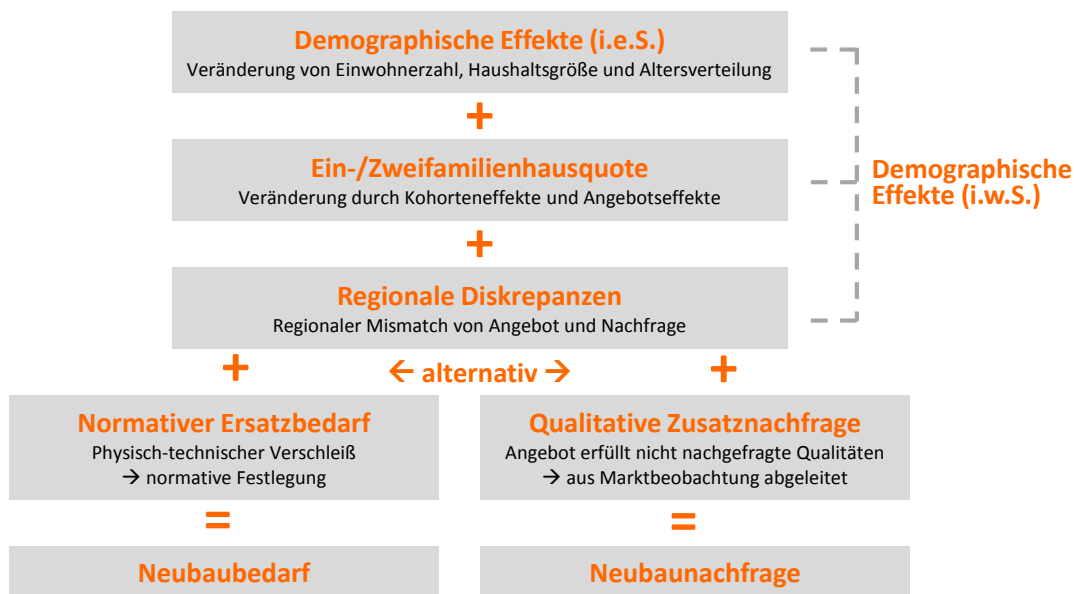 Demographische Effekte (i.e.S.)
Veränderung von Einwohnerzahl, Haushaltsgröße und Altersverteilung
+
Ein-/Zweifamilienhausquote
Veränderung durch Kohorteneffekte und Angebotseffekte
Demographische
Effekte (i.w.S.)
+
Regionale Diskrepanzen
Regionaler Mismatch von Angebot und Nachfrage
+ ← alternativ → +
Normativer Ersatzbedarf
Physisch-technischer Verschleiß
→ normative Festlegung
=
Neubaubedarf
Qualitative Zusatznachfrage
Angebot erfüllt nicht nachgefragte Qualitäten
→ aus Marktbeobachtung abgeleitet
=
Neubaunachfrage